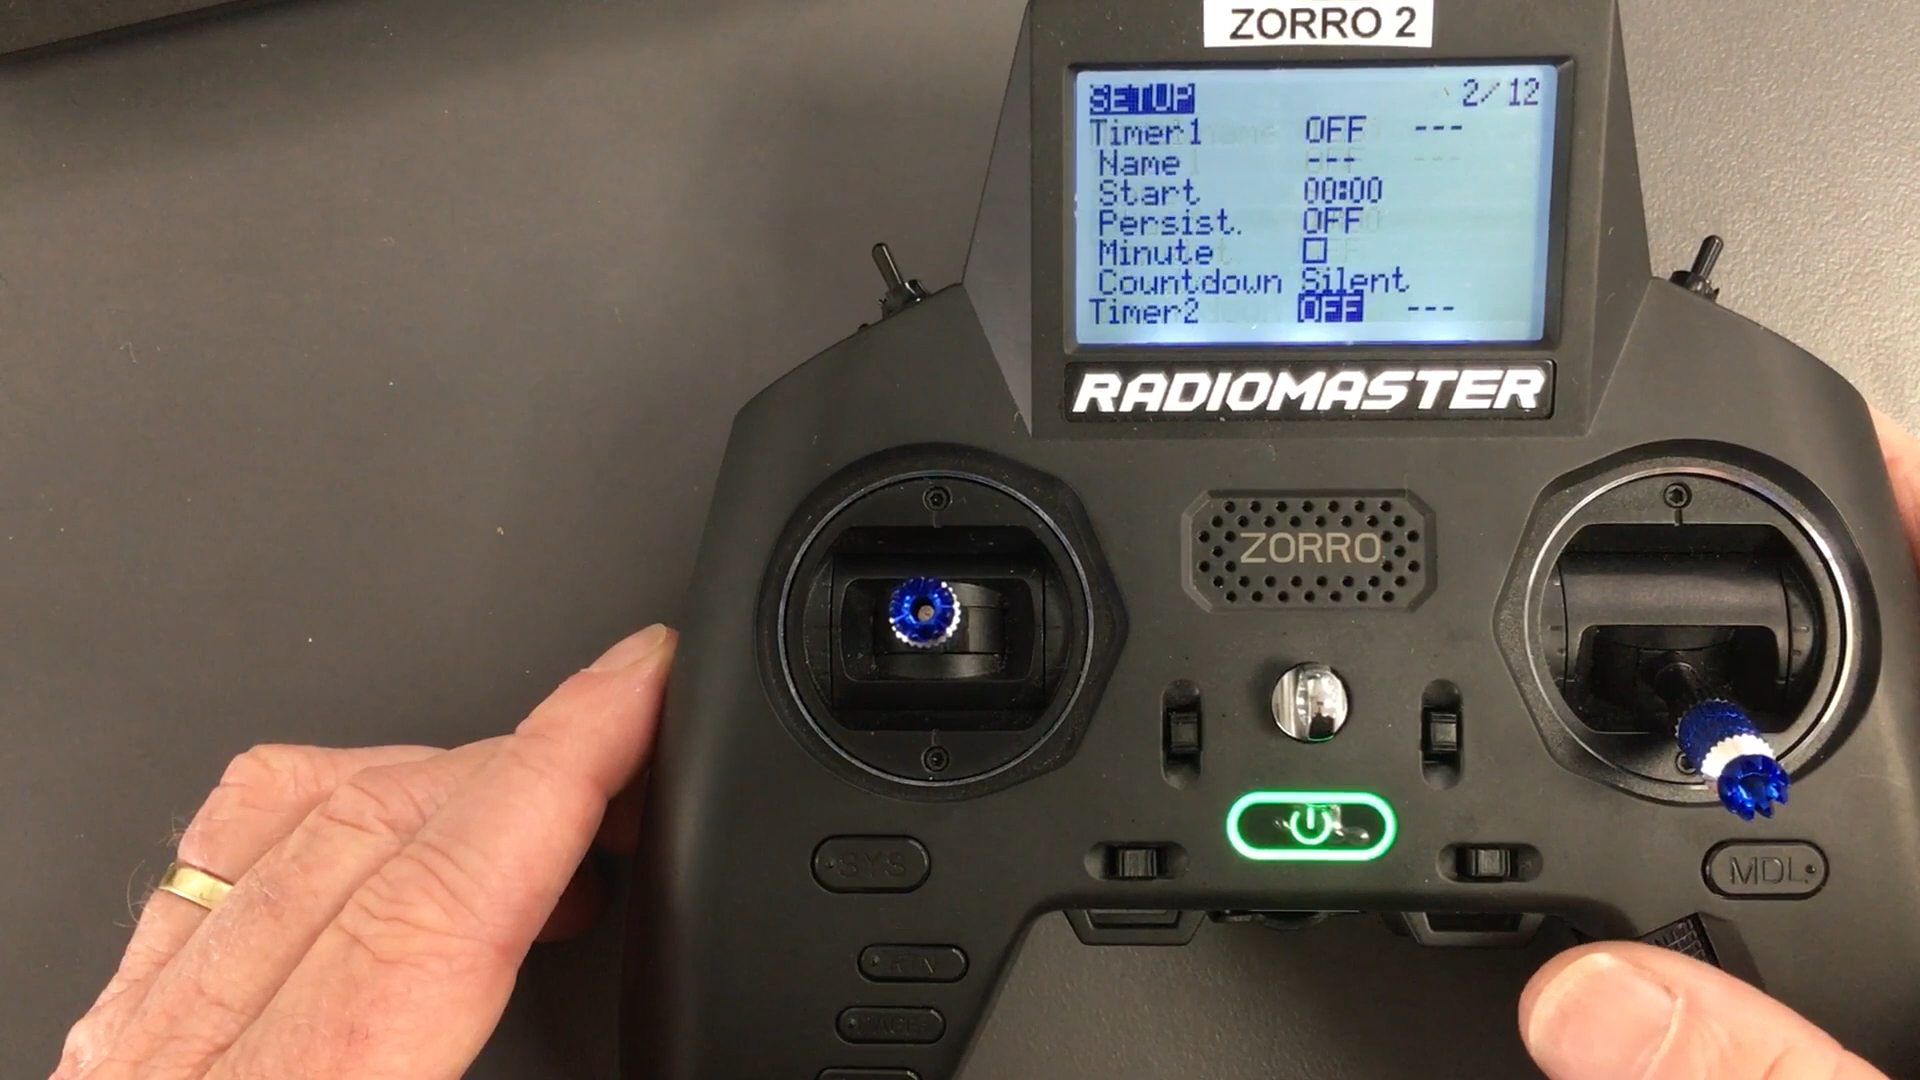 ZORRO 2
SETUP 2/12
Timer1 OFF ---
Name ---
Start 00:00
Persist. OFF
Minute
Countdown Silent
Timer2 OFF ---
RADIOMASTER
ZORRO
SYS
MDL
RTN